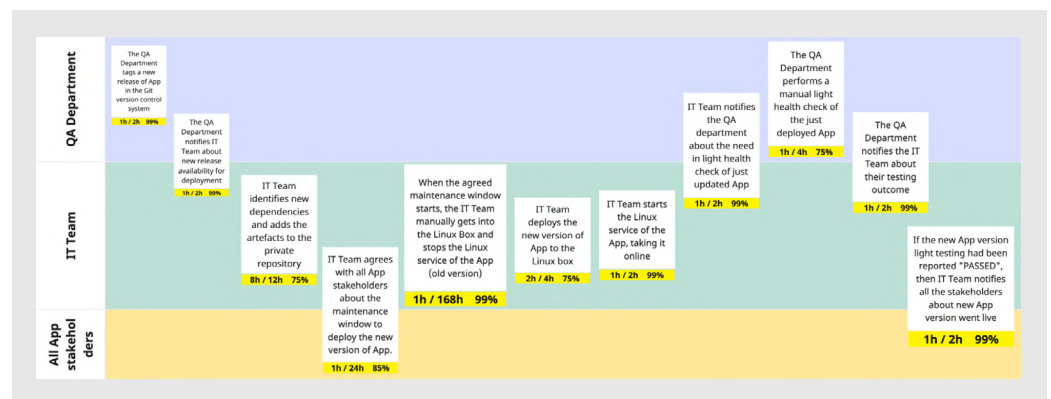 QA Department
The QA
Department
tags a new
release of App
in the Git
version control
system
1h / 2h 99%
The QA
Department
notifies IT
Team about
new release
availability for
deployment
1h / 2h 99%
IT Team
IT Team
identifies new
dependencies
and adds the
artefacts to the
private
repository
8h / 12h 75%
IT Team agrees
with all App
stakeholders
about the
maintenance
window to
deploy the new
version of App.
1h / 24h 85%
When the agreed
maintenance window
starts, the IT Team
manually gets into
the Linux Box and
stops the Linux
service of the App
(old version)
1h / 168h 99%
IT Team
deploys the
new version of
App to the
Linux box
2h / 4h 75%
IT Team starts
the Linux
service of the
App, taking it
online
1h / 2h 99%
IT Team notifies
the QA
department
about the need
in light health
check of just
updated App
1h / 2h 99%
The QA
Department
performs a
manual light
health check of
the just
deployed App
1h / 4h 75%
The QA
Department
notifies the IT
Team about
their testing
outcome
1h / 2h 99%
If the new App version
light testing had been
reported "PASSED",
then IT Team notifies
all the stakeholders
about new App
version went live
1h / 2h 99%
All App
stakehol
ders